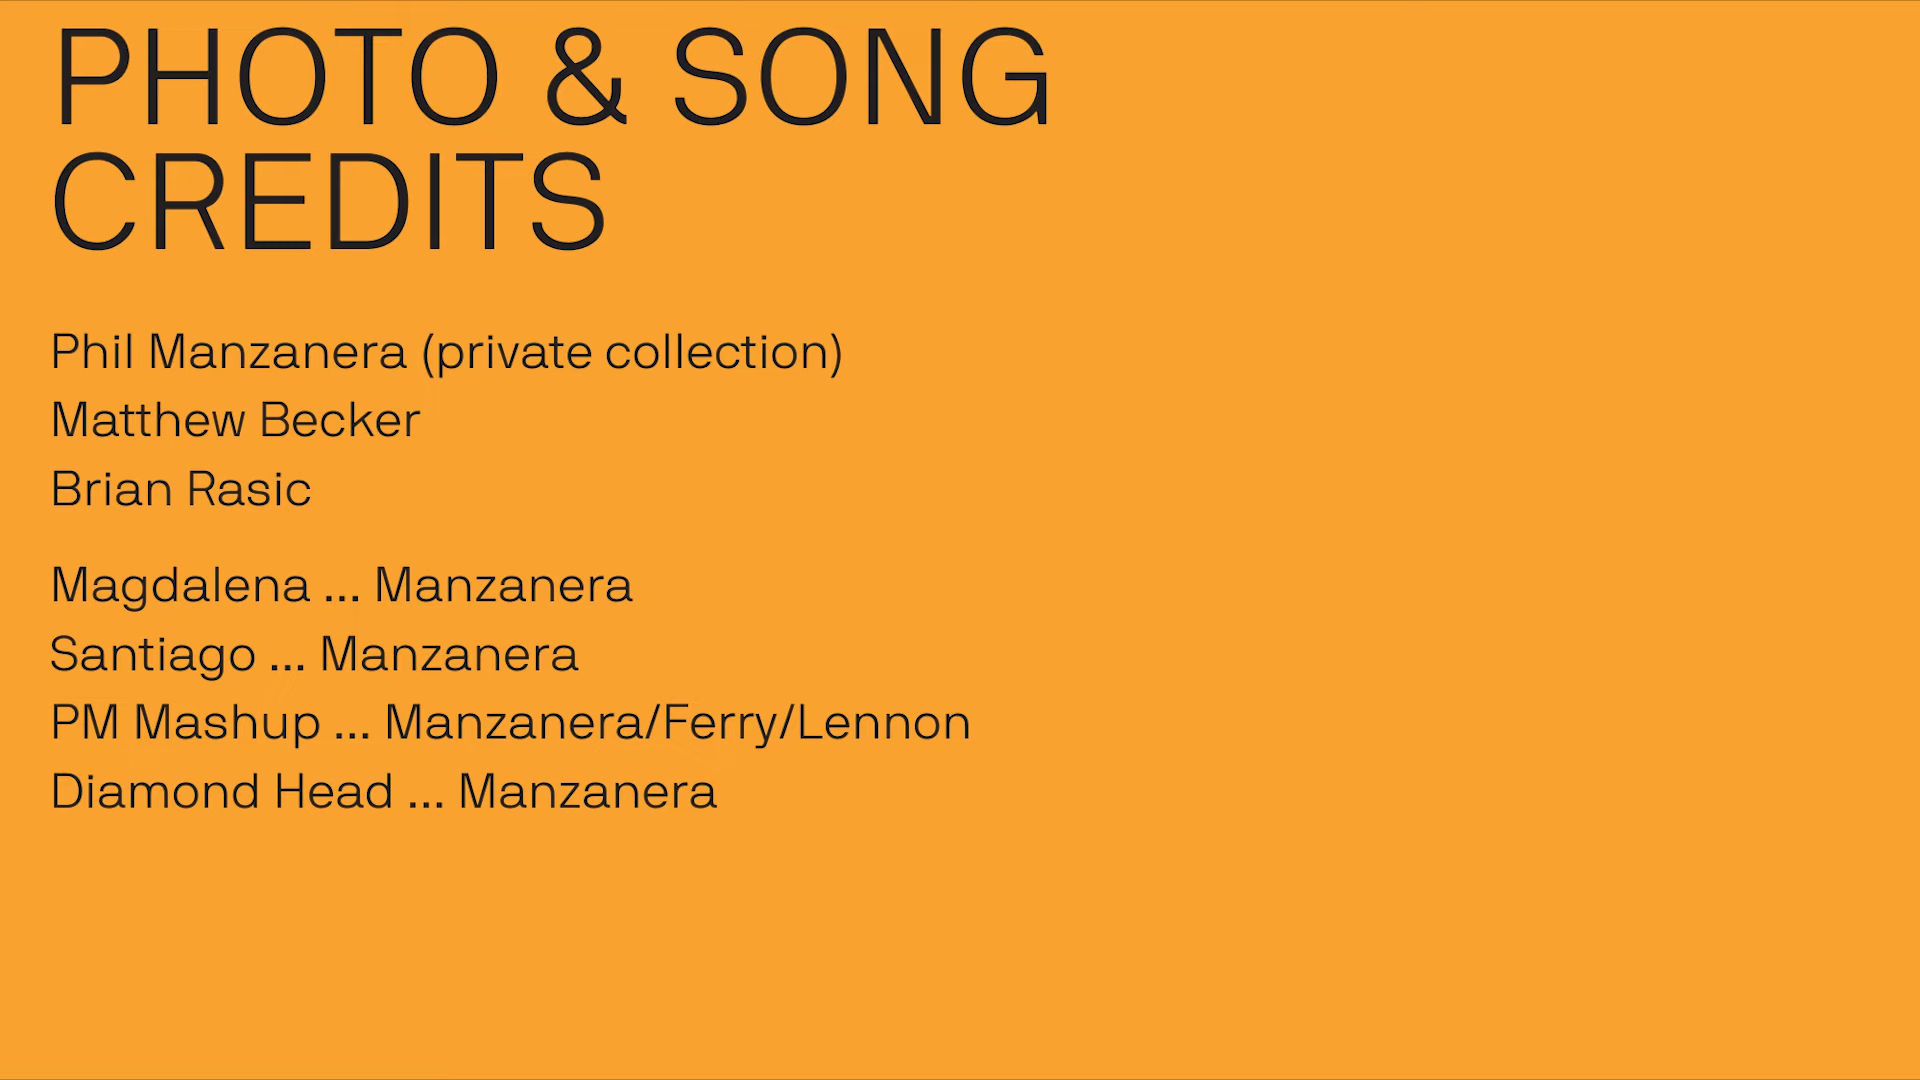 PHOTO & SONG
CREDITS
Phil Manzanera (private collection)
Matthew Becker
Brian Rasic
Magdalena ... Manzanera
Santiago ... Manzanera
PM Mashup ... Manzanera/Ferry/Lennon
Diamond Head ... Manzanera